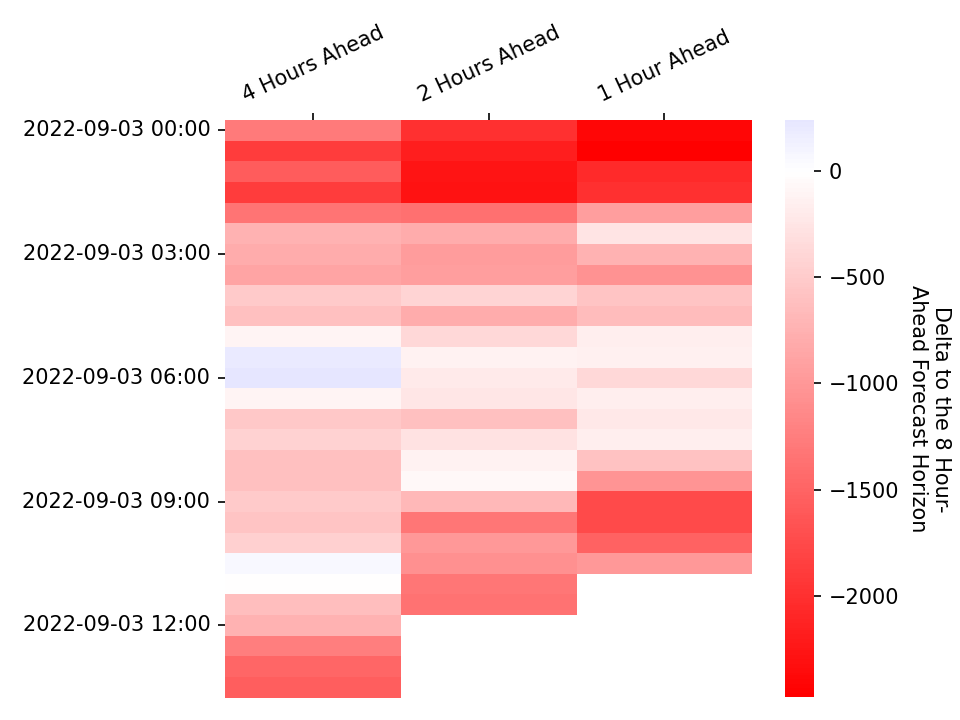 4 Hours Ahead
2 Hours Ahead
1 Hour Ahead
2022-09-03 00:00
2022-09-03 03:00
2022-09-03 06:00
2022-09-03 09:00
2022-09-03 12:00
0
−500
−1000
−1500
−2000
Delta to the 8 Hour-
Ahead Forecast Horizon